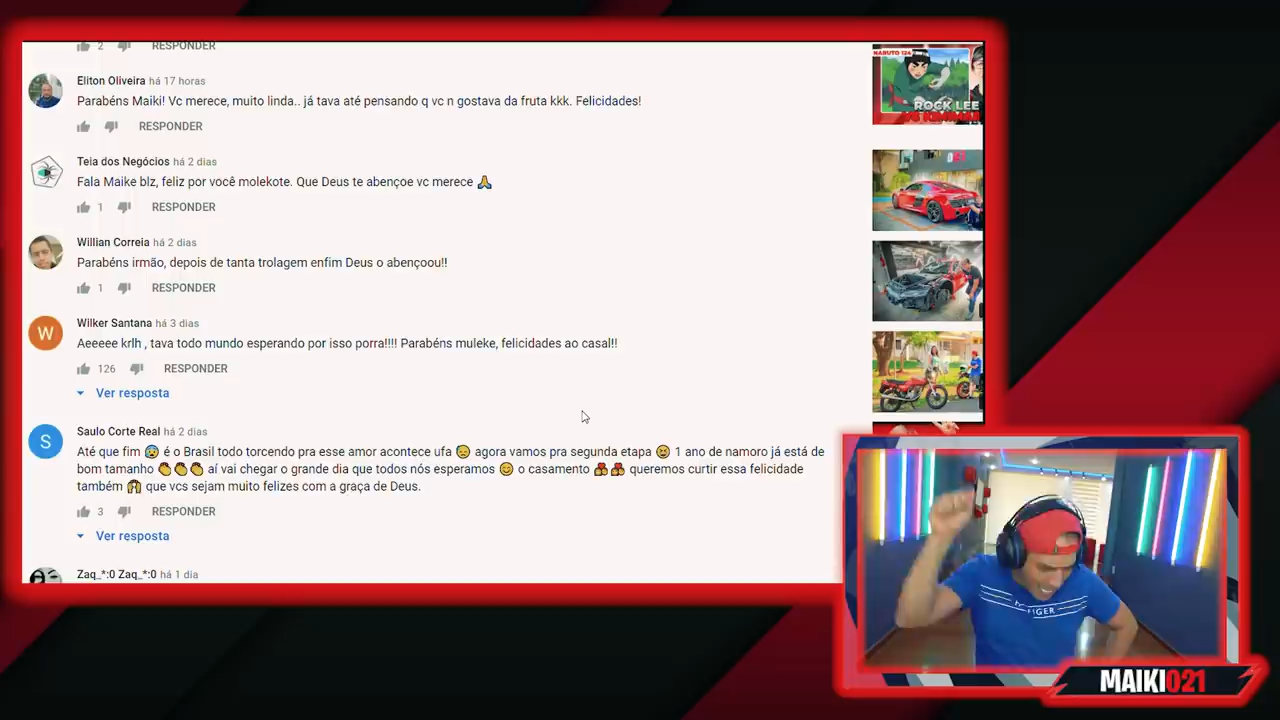 2 RESPONDER
Eliton Oliveira há 17 horas
Parabéns Maiki! Vc merece, muito linda.. já tava até pensando q vc n gostava da fruta kkk. Felicidades!
RESPONDER
Teia dos Negócios há 2 dias
Fala Maike blz, feliz por você molekote. Que Deus te abençoe vc merece 🙏
1 RESPONDER
Willian Correia há 2 dias
Parabéns irmão, depois de tanta trolagem enfim Deus o abençoou!!
1 RESPONDER
W
Wilker Santana há 3 dias
Aeeeee krlh , tava todo mundo esperando por isso porra!!!! Parabéns muleke, felicidades ao casal!!
126 RESPONDER
Ver resposta
S
Saulo Corte Real há 2 dias
Até que fim 😰 é o Brasil todo torcendo pra esse amor acontece ufa 😥 agora vamos pra segunda etapa 😆 1 ano de namoro já está de
bom tamanho 👏👏👏 aí vai chegar o grande dia que todos nós esperamos 😊 o casamento 💑💑 queremos curtir essa felicidade
também 🙌 que vcs sejam muito felizes com a graça de Deus.
3 RESPONDER
Ver resposta
Zaq_*:0 Zaq_*:0 há 1 dia
NARUTO 124
ROCK LEE
MAIKI021